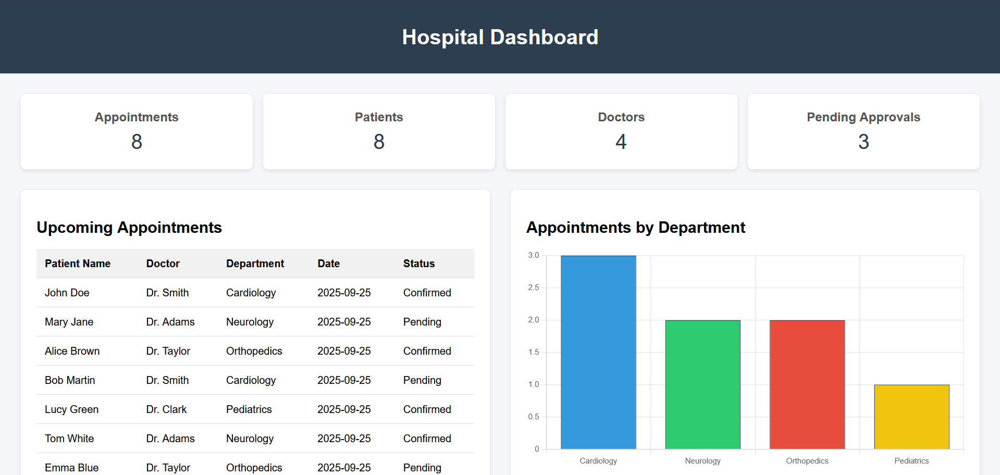 Hospital Dashboard
Appointments
8
Patients
8
Doctors
4
Pending Approvals
3
Upcoming Appointments
Patient Name Doctor Department Date Status
John Doe Dr. Smith Cardiology 2025-09-25 Confirmed
Mary Jane Dr. Adams Neurology 2025-09-25 Pending
Alice Brown Dr. Taylor Orthopedics 2025-09-25 Confirmed
Bob Martin Dr. Smith Cardiology 2025-09-25 Pending
Lucy Green Dr. Clark Pediatrics 2025-09-25 Confirmed
Tom White Dr. Adams Neurology 2025-09-25 Confirmed
Emma Blue Dr. Taylor Orthopedics 2025-09-25 Pending
Appointments by Department
3.0
2.5
2.0
1.5
1.0
0.5
0
Cardiology Neurology Orthopedics Pediatrics